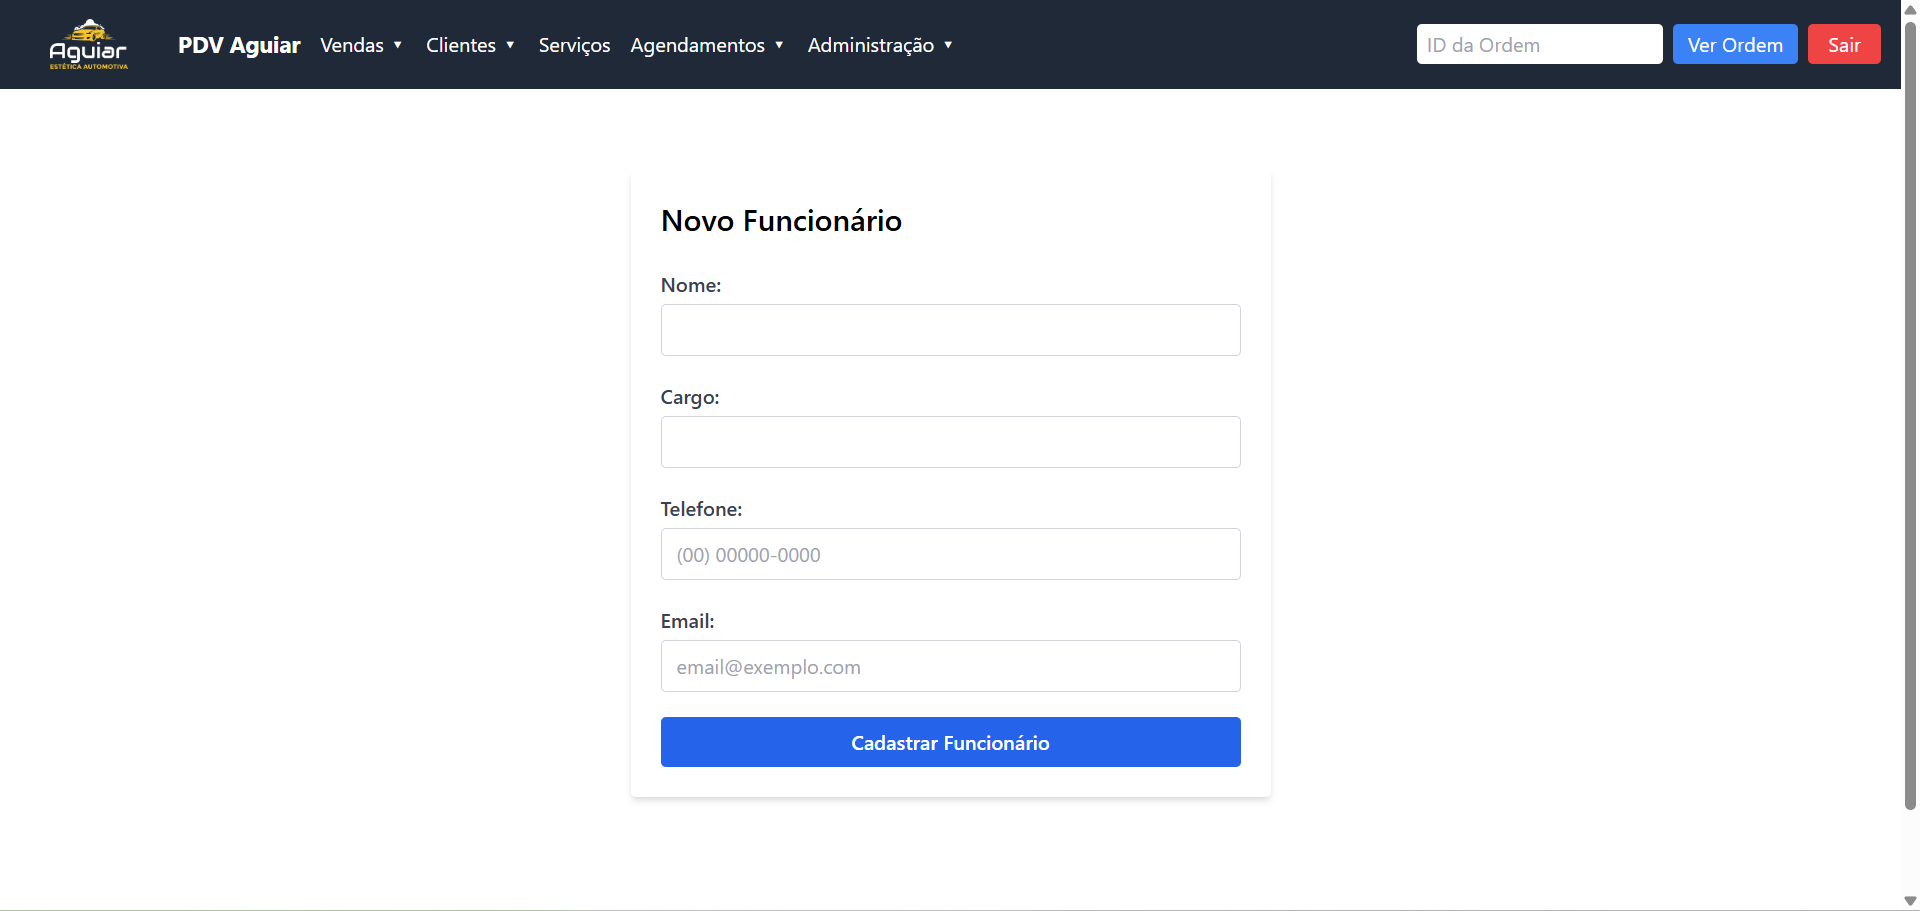 Aguiar
ESTÉTICA AUTOMOTIVA
PDV Aguiar Vendas ▼ Clientes ▼ Serviços Agendamentos ▼ Administração ▼ ID da Ordem Ver Ordem Sair
Novo Funcionário
Nome:
Cargo:
Telefone:
(00) 00000-0000
Email:
email@exemplo.com
Cadastrar Funcionário